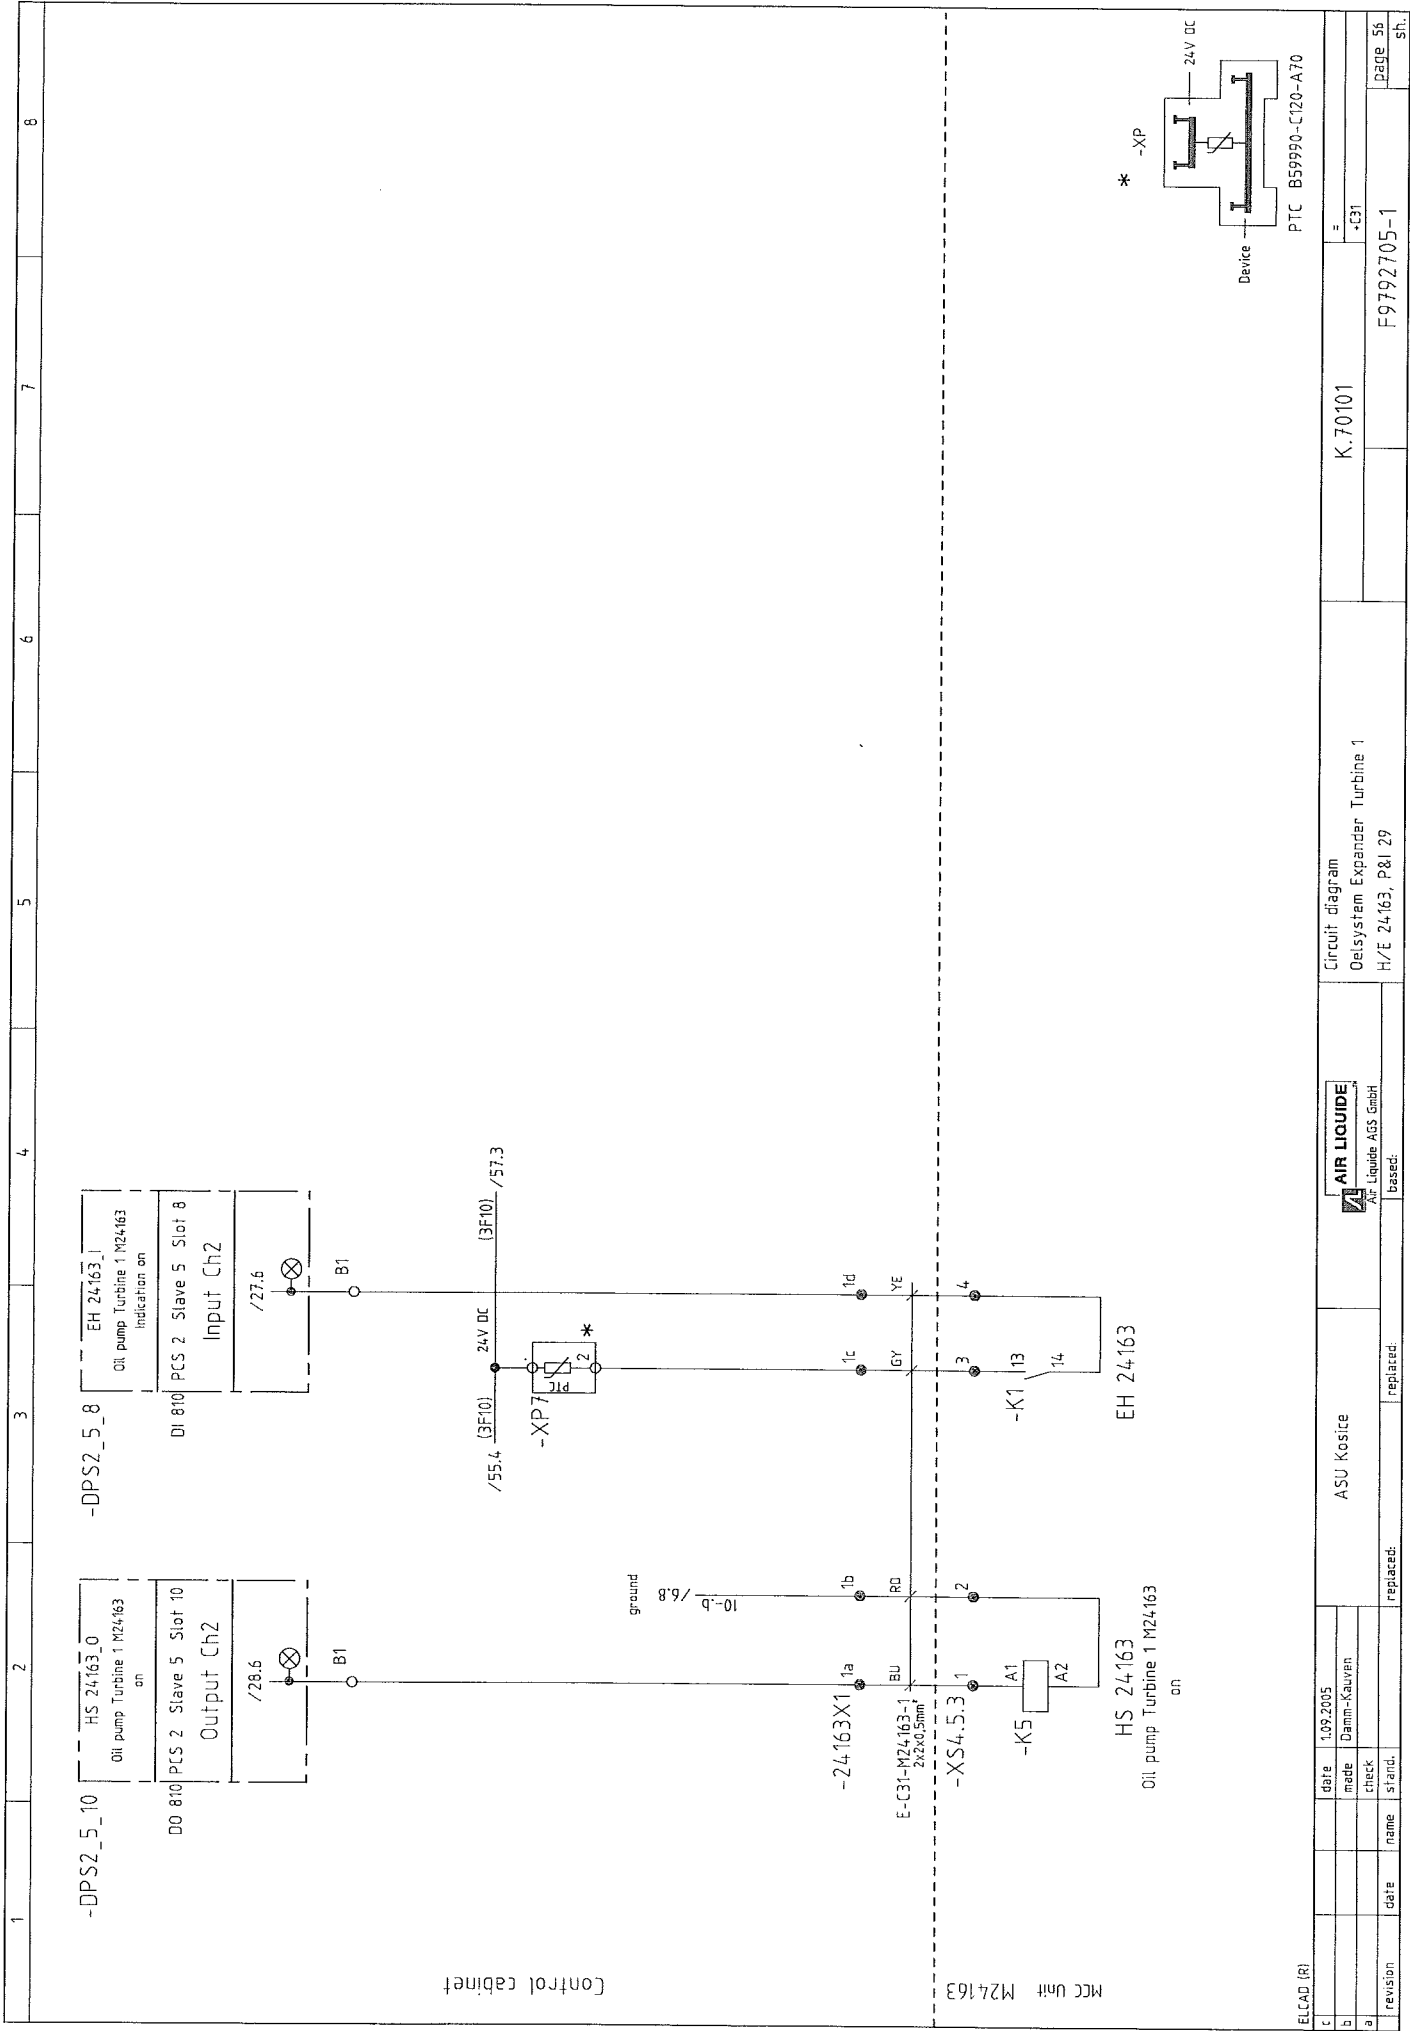 1 2 3 4 5 6 7 8
-DPS2_5_10
HS 24163_O
Oil pump Turbine 1 M24163
on
DO 810 PCS 2 Slave 5 Slot 10
Output Ch2
/28.6
B1
-DPS2_5_8
EH 24163_I
Oil pump Turbine 1 M24163
Indication on
DI 810 PCS 2 Slave 5 Slot 8
Input Ch2
/27.6
B1
/55.4 (3F10) 24V DC (3F10) /57.3
-XP7
PTC
2
*
ground
/6.8
10-.b
Control cabinet
-24163X1 1a 1b 1c 1d
E-C31-M24163-1 BU RD GY YE
2x2x0,5mm²
-XS4.5.3 1 2 3 4
MCC Unit M24163
-K5 A1 A2
-K1 13 14
HS 24163
Oil pump Turbine 1 M24163
on
EH 24163
* -XP
24V DC
Device
PTC B59990-C120-A70
ELCAD (R)
c
b
a
revision date name
date 1.09.2005
made Damm-Kauven
check
stand.
ASU Kosice
replaced: replaced: based:
AIR LIQUIDE
Air Liquide AGS GmbH
Circuit diagram
Oelsystem Expander Turbine 1
H/E 24163, P&I 29
K.70101
=
+C31
F9792705-1
page 56
sh.